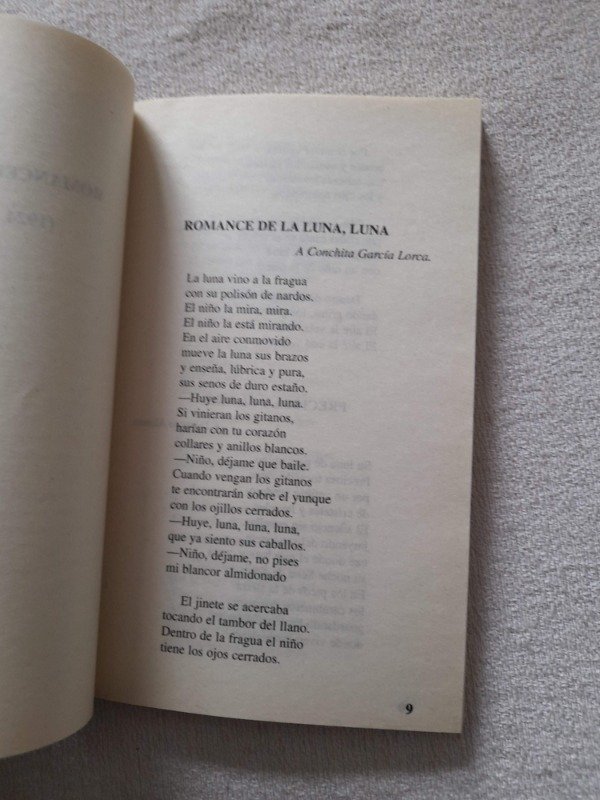 ROMANCE DE LA LUNA, LUNA
A Conchita García Lorca.
La luna vino a la fragua
con su polisón de nardos.
El niño la mira, mira.
El niño la está mirando.
En el aire conmovido
mueve la luna sus brazos
y enseña, lúbrica y pura,
sus senos de duro estaño.
—Huye luna, luna, luna.
Si vinieran los gitanos,
harían con tu corazón
collares y anillos blancos.
—Niño, déjame que baile.
Cuando vengan los gitanos
te encontrarán sobre el yunque
con los ojillos cerrados.
—Huye, luna, luna, luna,
que ya siento sus caballos.
—Niño, déjame, no pises
mi blancor almidonado
El jinete se acercaba
tocando el tambor del llano.
Dentro de la fragua el niño
tiene los ojos cerrados.
9